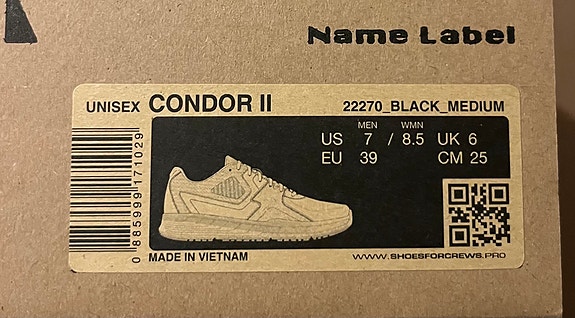 Name Label
UNISEX CONDOR II
22270_BLACK_MEDIUM
MEN WMN
US 7 / 8.5 UK 6
EU 39 CM 25
0 885999 171029
MADE IN VIETNAM
WWW.SHOESFORCREWS.PRO